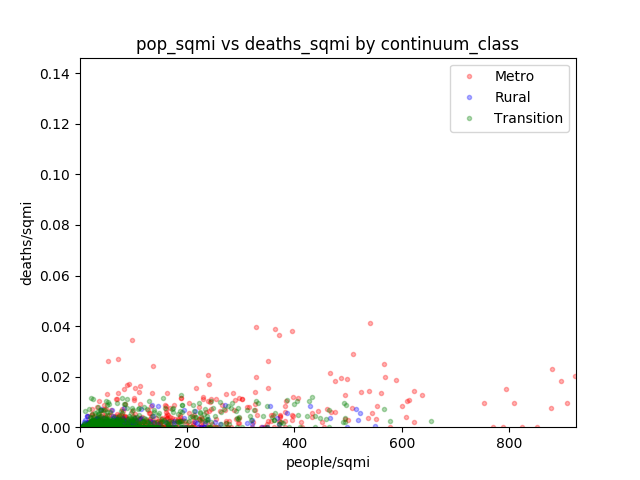 pop_sqmi vs deaths_sqmi by continuum_class
Metro
Rural
Transition
deaths/sqmi
0.14
0.12
0.10
0.08
0.06
0.04
0.02
0.00
0
200
400
600
800
people/sqmi